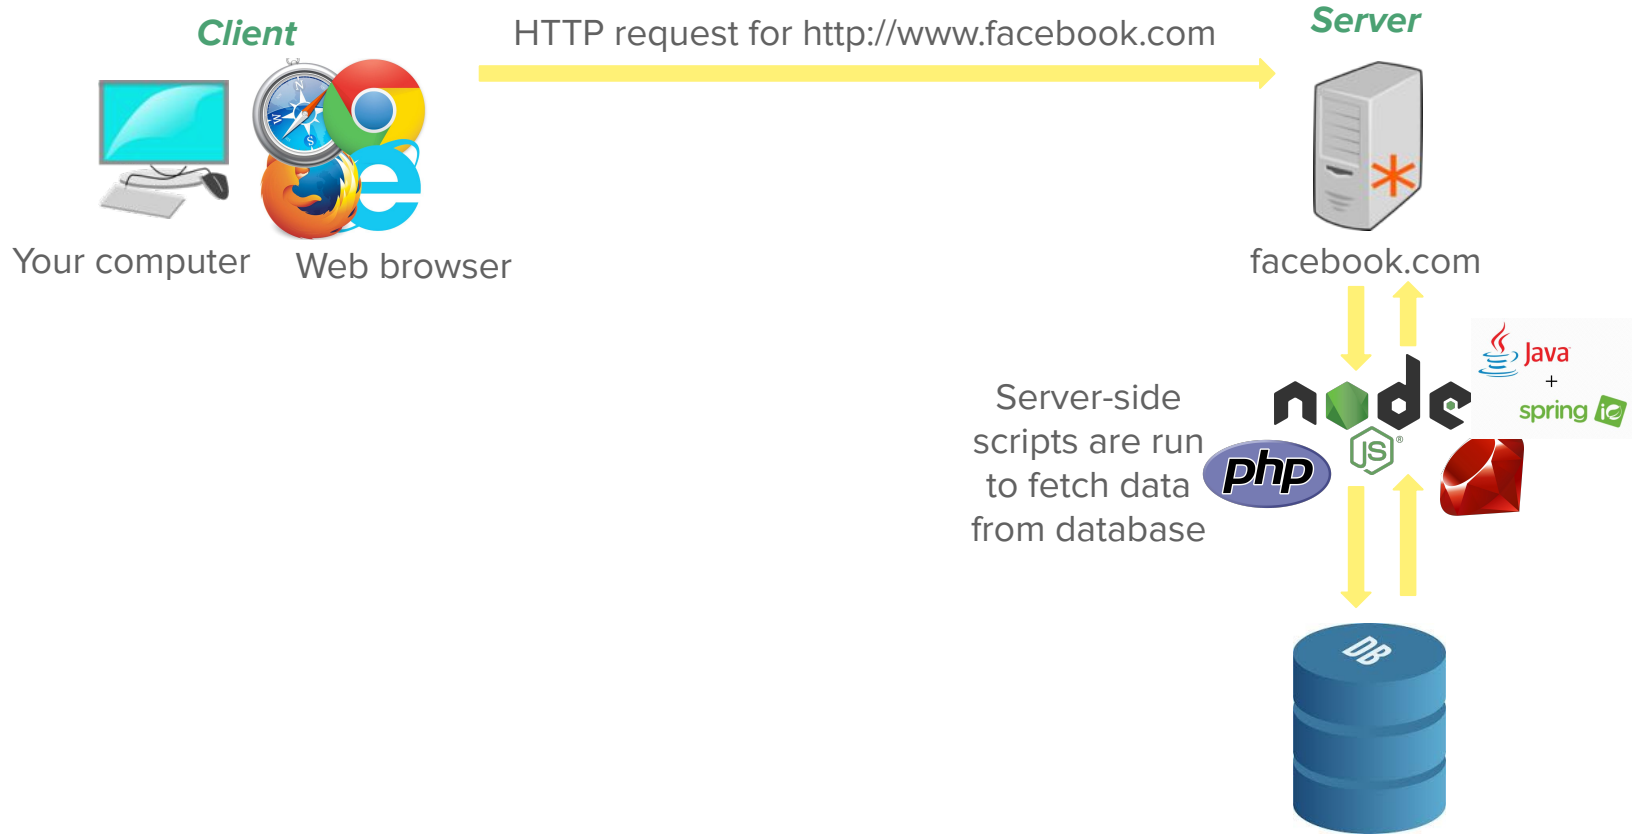 Client
HTTP request for http://www.facebook.com
Server
N
W
S
Your computer
Web browser
facebook.com
node
JS®
php
Java
+
spring
Server-side
scripts are run
to fetch data
from database
DB